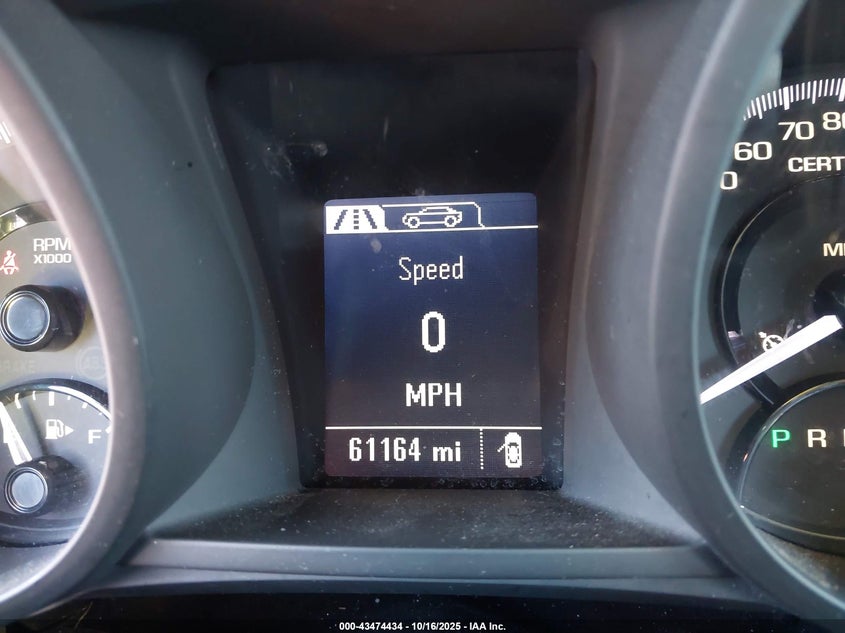 Speed
0
MPH
61164 mi
RPM
X1000
F
60
70
CERT
P R
000-43474434 - 10/16/2025 - IAA Inc.